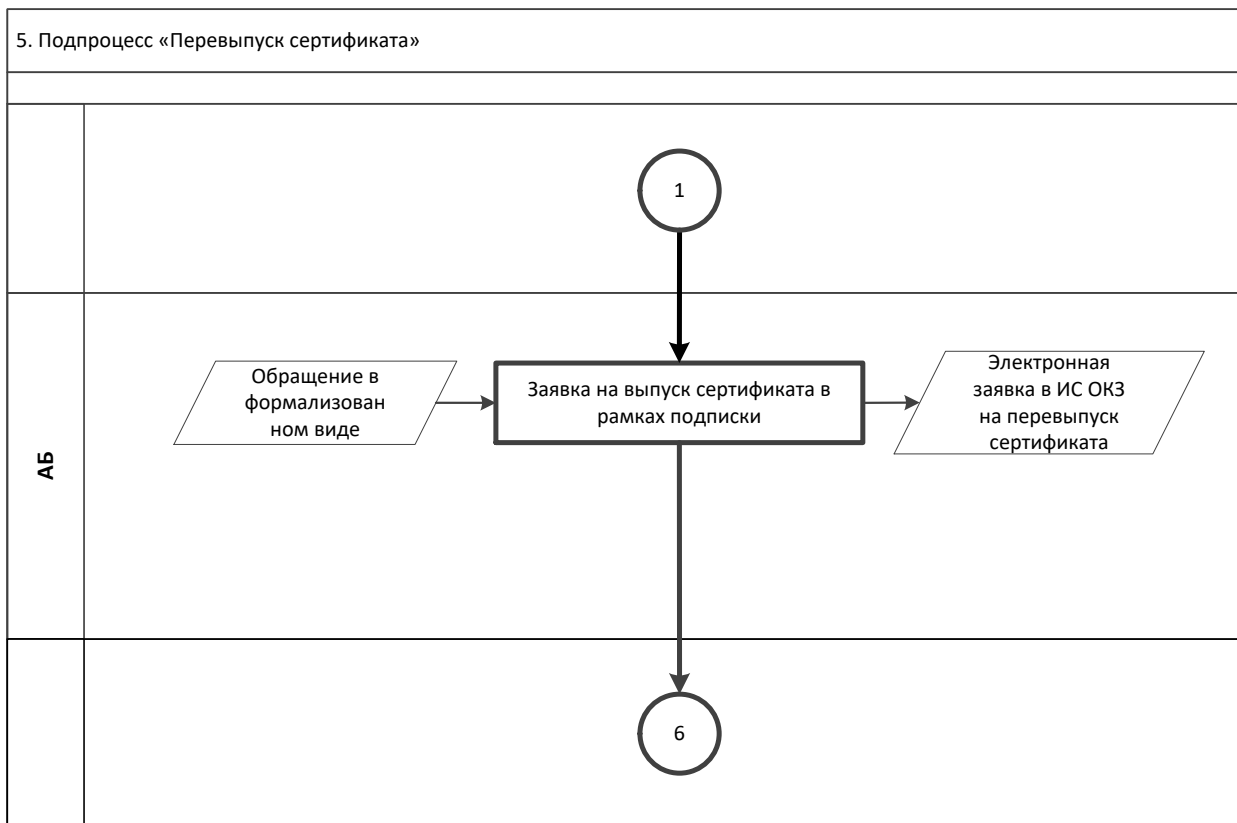 5. Подпроцесс «Перевыпуск сертификата»
1
Обращение в
формализован
ном виде
Заявка на выпуск сертификата в
рамках подписки
Электронная
заявка в ИС ОКЗ
на перевыпуск
сертификата
АБ
6